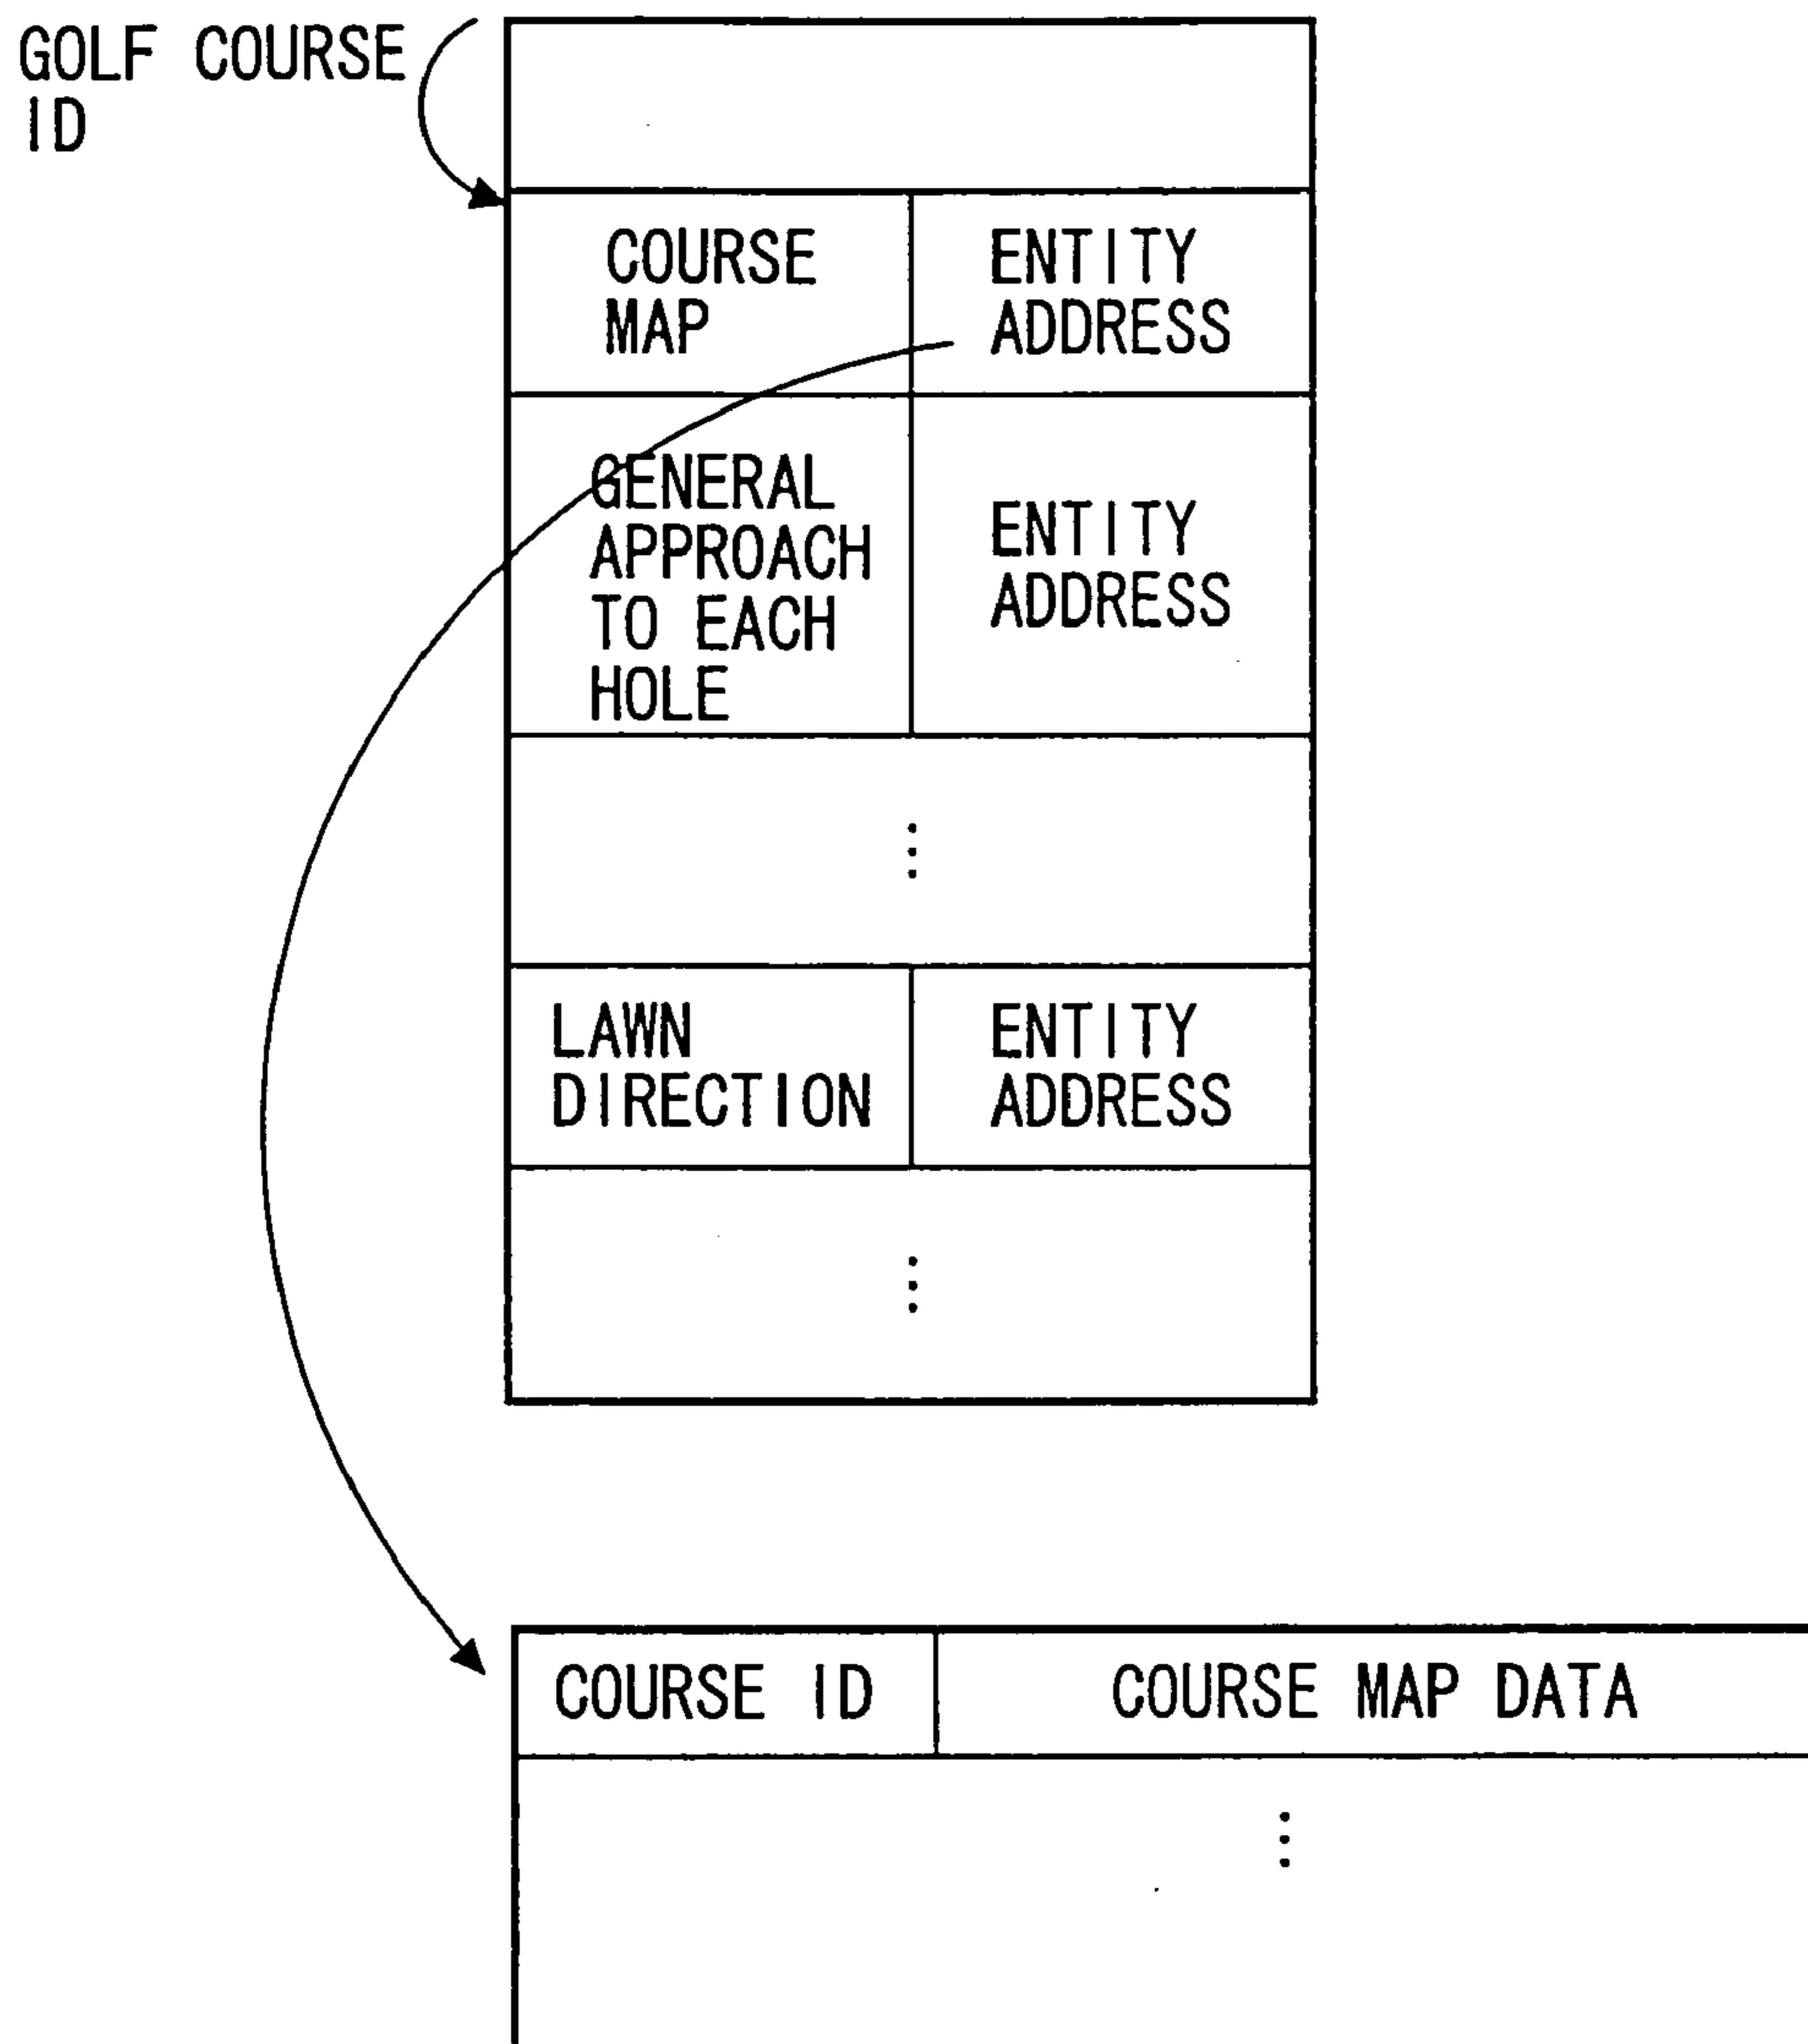 GOLF COURSE
ID
COURSE
MAP
ENTITY
ADDRESS
GENERAL
APPROACH
TO EACH
HOLE
ENTITY
ADDRESS
LAWN
DIRECTION
ENTITY
ADDRESS
COURSE ID
COURSE MAP DATA